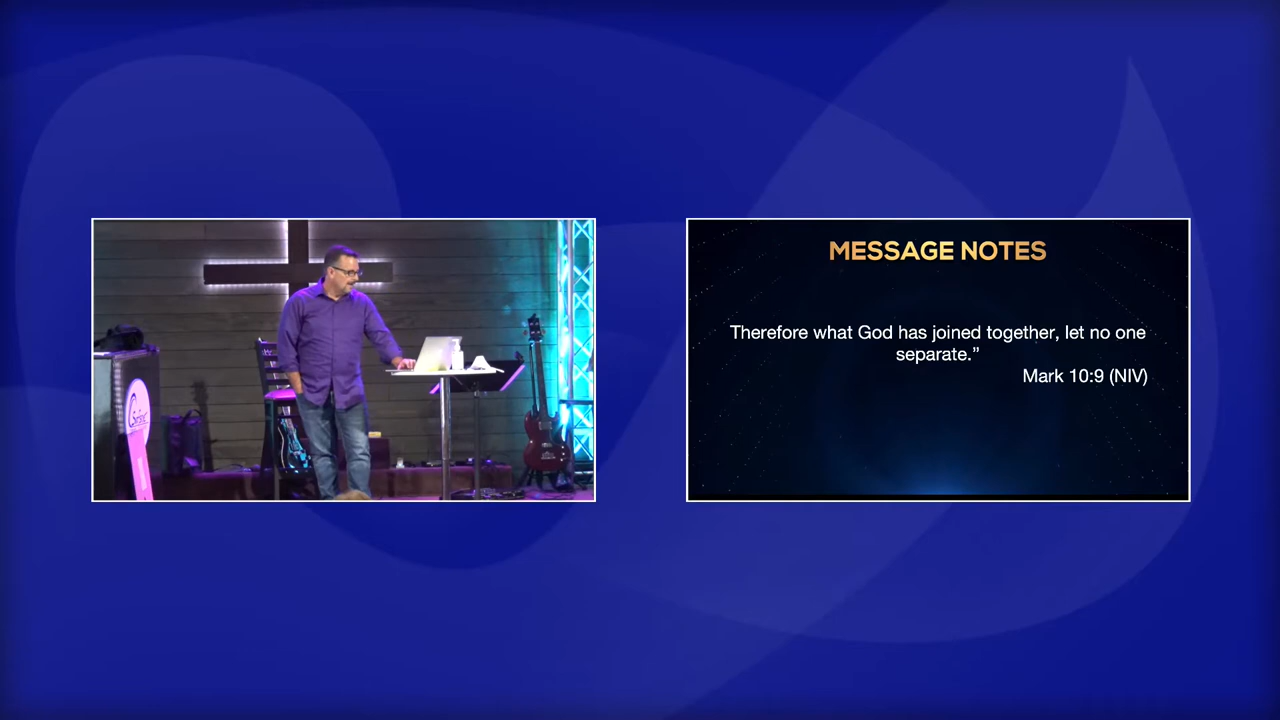 MESSAGE NOTES
Therefore what God has joined together, let no one
separate.”
Mark 10:9 (NIV)